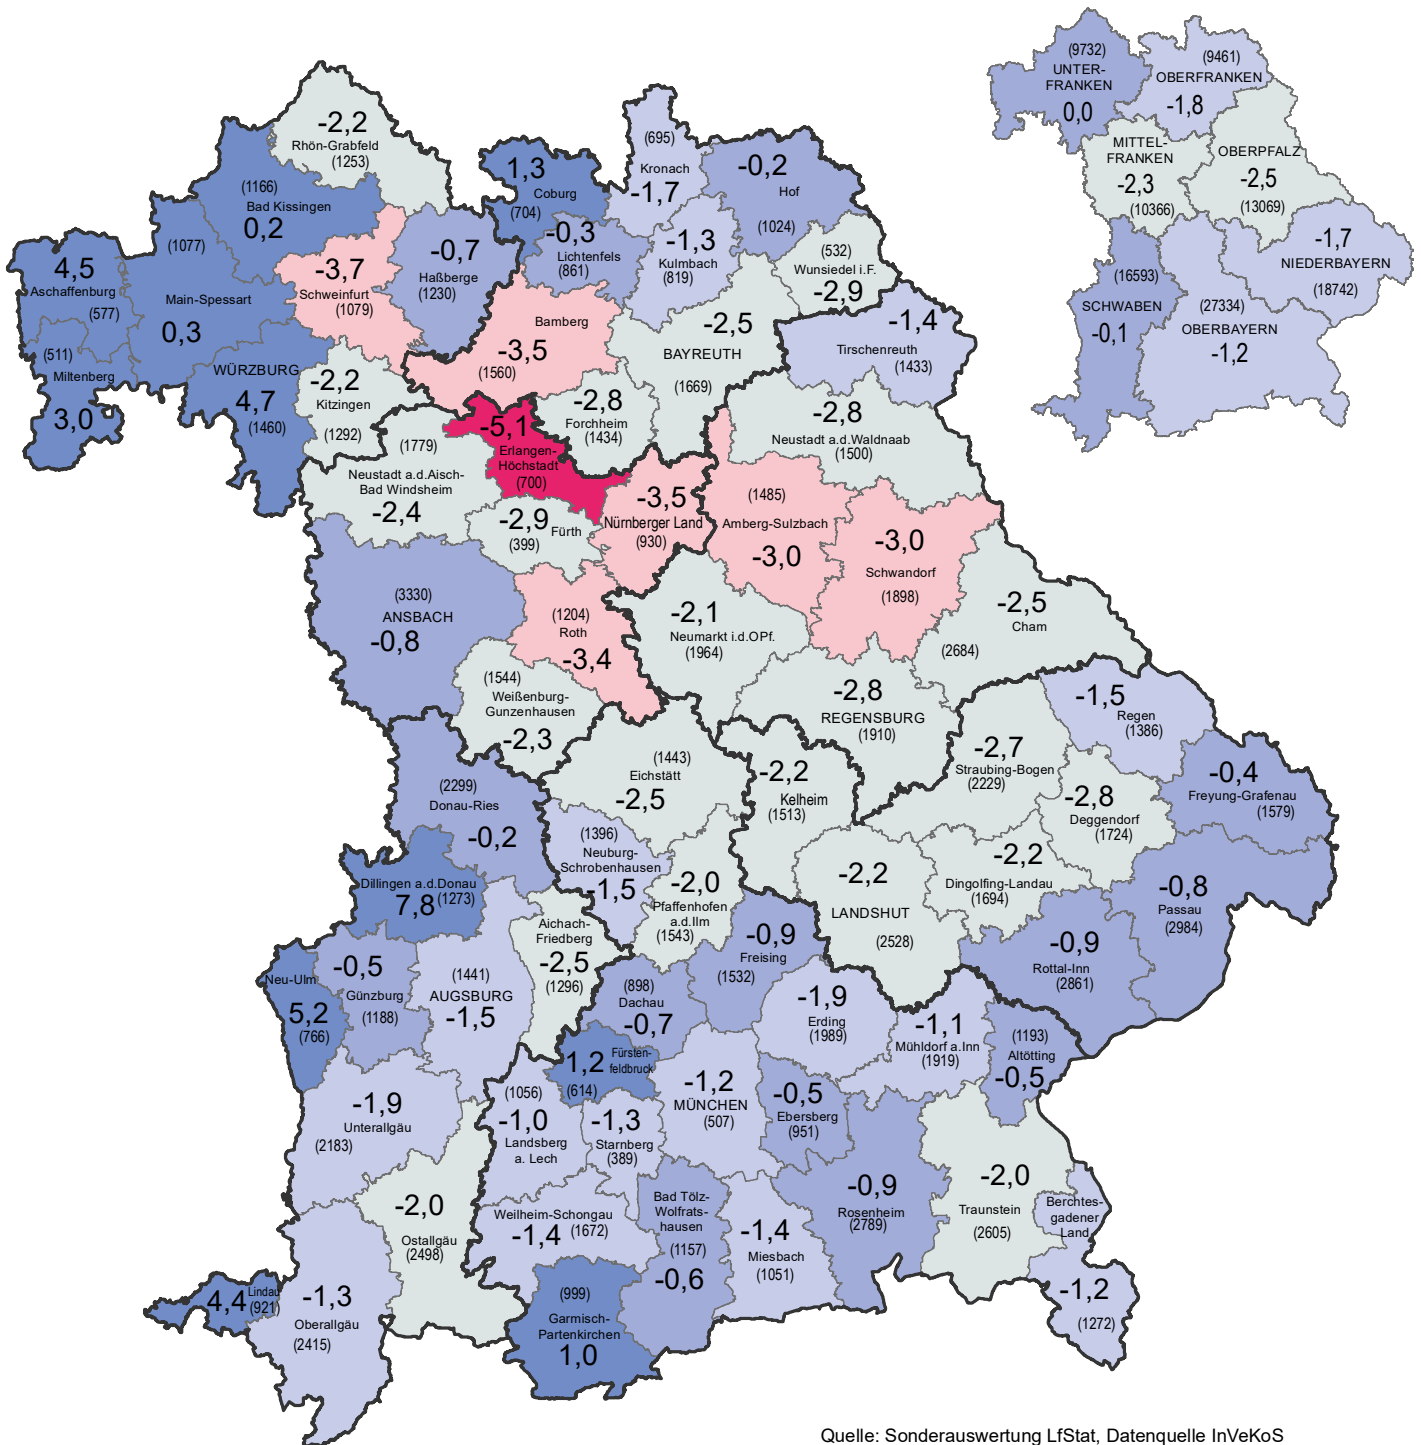 -2,2
Rhön-Grabfeld
(1253)
(1166)
Bad Kissingen
0,2
(1077)
Main-Spessart
0,3
4,5
Aschaffenburg
(577)
(511)
Miltenberg
3,0
WÜRZBURG
4,7
(1460)
-3,7
Schweinfurt
(1079)
-0,7
Haßberge
(1230)
-2,2
Kitzingen
(1292)
1,3
Coburg
(704)
-0,3
Lichtenfels
(861)
(695)
Kronach
-1,7
-0,2
Hof
(1024)
-1,3
Kulmbach
(819)
(532)
Wunsiedel i.F.
-2,9
Bamberg
-3,5
(1560)
-2,5
BAYREUTH
(1669)
-2,8
Forchheim
(1434)
-1,4
Tirschenreuth
(1433)
-2,8
Neustadt a.d.Waldnaab
(1500)
-5,1
Erlangen-
Höchstadt
(700)
(1779)
Neustadt a.d.Aisch-
Bad Windsheim
-2,4
-2,9
Fürth
(399)
-3,5
Nürnberger Land
(930)
(1485)
Amberg-Sulzbach
-3,0
-3,0
Schwandorf
(1898)
(3330)
ANSBACH
-0,8
(1204)
Roth
-3,4
-2,1
Neumarkt i.d.OPf.
(1964)
-2,5
Cham
(2684)
(1544)
Weißenburg-
Gunzenhausen
-2,3
-2,8
REGENSBURG
(1910)
-1,5
Regen
(1386)
(1443)
Eichstätt
-2,5
-2,2
Kelheim
(1513)
-2,7
Straubing-Bogen
(2229)
-2,8
Deggendorf
(1724)
-0,4
Freyung-Grafenau
(1579)
(2299)
Donau-Ries
-0,2
(1396)
Neuburg-
Schrobenhausen
-1,5
-2,0
Pfaffenhofen
a.d.Ilm
(1543)
-2,2
LANDSHUT
(2528)
-2,2
Dingolfing-Landau
(1694)
-0,8
Passau
(2984)
Dillingen a.d.Donau
7,8 (1273)
Aichach-
Friedberg
-2,5
(1296)
-0,9
Freising
(1532)
-0,9
Rottal-Inn
(2861)
Neu-Ulm
5,2
(766)
-0,5
Günzburg
(1188)
(1441)
AUGSBURG
-1,5
(898)
Dachau
-0,7
-1,9
Erding
(1989)
-1,1
Mühldorf a.Inn
(1919)
(1193)
Altötting
-0,5
1,2
Fürsten-
feldbruck
(614)
-1,2
MÜNCHEN
(507)
-0,5
Ebersberg
(951)
-1,9
Unterallgäu
(2183)
(1056)
-1,0
Landsberg
a. Lech
-1,3
Starnberg
(389)
-2,0
Ostallgäu
(2498)
Weilheim-Schongau
-1,4 (1672)
Bad Tölz-
Wolfrats-
hausen
(1157)
-0,6
-1,4
Miesbach
(1051)
-0,9
Rosenheim
(2789)
-2,0
Traunstein
(2605)
Berchtes-
gadener
Land
-1,2
(1272)
4,4
Lindau
(921)
-1,3
Oberallgäu
(2415)
(999)
Garmisch-
Partenkirchen
1,0
(9732)
UNTER-
FRANKEN
0,0
(9461)
OBERFRANKEN
-1,8
MITTEL-
FRANKEN
-2,3
(10366)
OBERPFALZ
-2,5
(13069)
-1,7
NIEDERBAYERN
(18742)
(16593)
SCHWABEN
-0,1
(27334)
OBERBAYERN
-1,2
Quelle: Sonderauswertung LfStat, Datenquelle InVeKoS